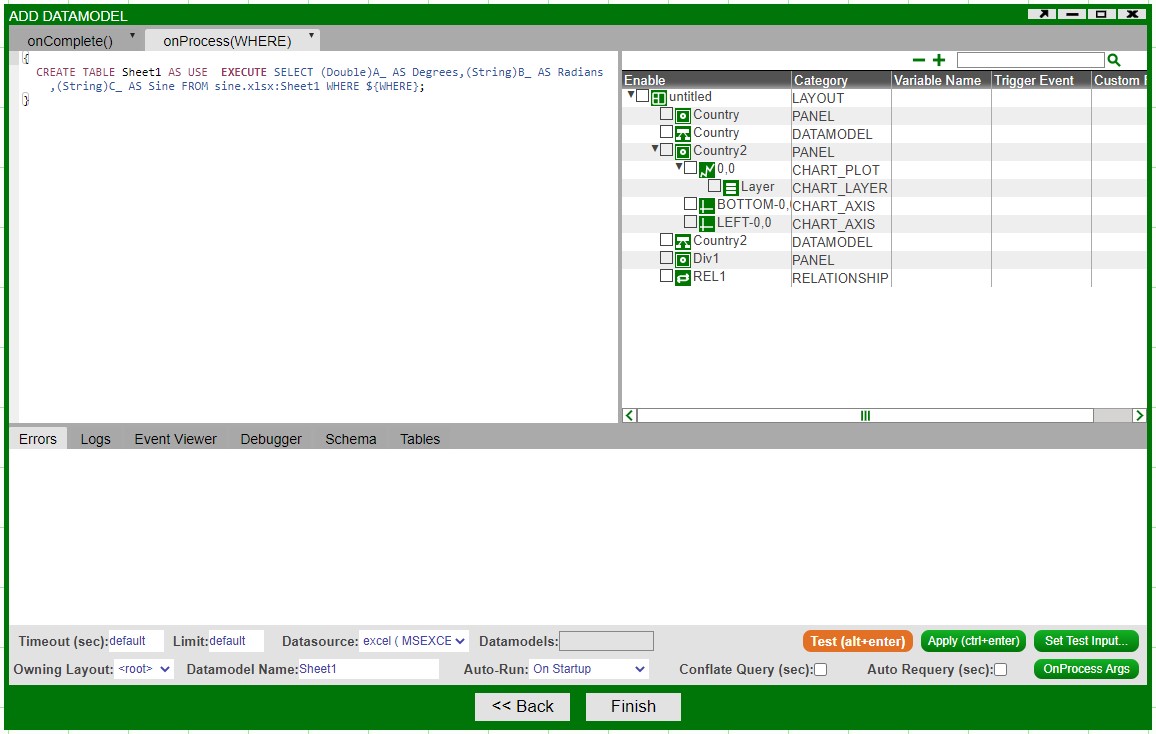 ADD DATAMODEL
onComplete()
onProcess(WHERE)
{
CREATE TABLE Sheet1 AS USE  EXECUTE SELECT (Double)A_ AS Degrees,(String)B_ AS Radians
,(String)C_ AS Sine FROM sine.xlsx:Sheet1 WHERE ${WHERE};
}
Enable Category Variable Name Trigger Event Custom
untitled LAYOUT
Country PANEL
Country DATAMODEL
Country2 PANEL
0,0 CHART_PLOT
Layer CHART_LAYER
BOTTOM-0, CHART_AXIS
LEFT-0,0 CHART_AXIS
Country2 DATAMODEL
Div1 PANEL
REL1 RELATIONSHIP
Errors Logs Event Viewer Debugger Schema Tables
Timeout (sec): default Limit: default Datasource: excel ( MSEXCE Datamodels: Test (alt+enter) Apply (ctrl+enter) Set Test Input...
Owning Layout: <root> Datamodel Name: Sheet1 Auto-Run: On Startup Conflate Query (sec): Auto Requery (sec): OnProcess Args
<< Back Finish